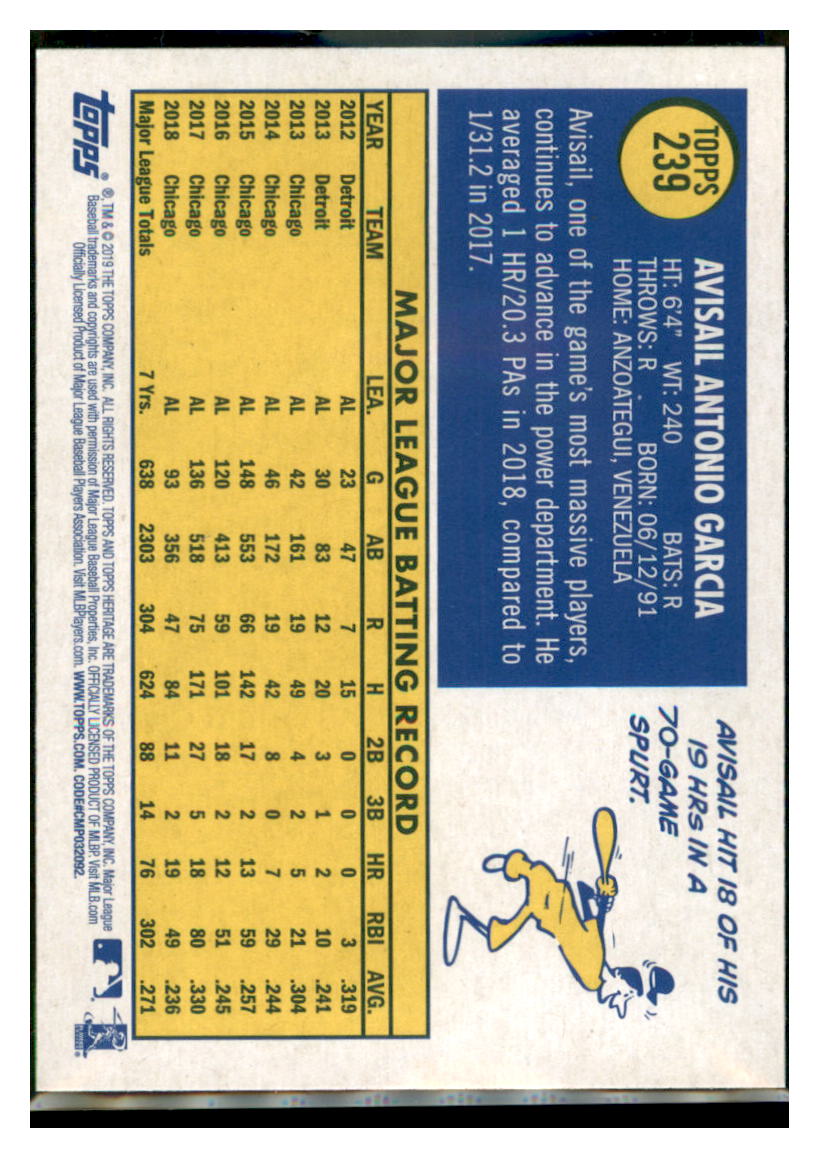 TOPPS
239
AVISAIL ANTONIO GARCIA
HT: 6'4" WT: 240 BATS: R
THROWS: R BORN: 06/12/91
HOME: ANZOATEGUI, VENEZUELA
Avisail, one of the game's most massive players,
continues to advance in the power department. He
averaged 1 HR/20.3 PAs in 2018, compared to
1/31.2 in 2017.
AVISAIL HIT 18 OF HIS
19 HRS IN A
70-GAME
SPURT.
MAJOR LEAGUE BATTING RECORD
YEAR TEAM LEA. G AB R H 2B 3B HR RBI AVG.
2012 Detroit AL 23 47 7 15 0 0 0 3 .319
2013 Detroit AL 30 83 12 20 3 1 2 10 .241
2013 Chicago AL 42 161 19 49 4 2 5 21 .304
2014 Chicago AL 46 172 19 42 8 0 7 29 .244
2015 Chicago AL 148 553 66 142 17 2 13 59 .257
2016 Chicago AL 120 413 59 101 18 2 12 51 .245
2017 Chicago AL 136 518 75 171 27 5 18 80 .330
2018 Chicago AL 93 356 47 84 11 2 19 49 .236
Major League Totals 7 Yrs. 638 2303 304 624 88 14 76 302 .271
topps®
®, TM & © 2019 THE TOPPS COMPANY, INC. ALL RIGHTS RESERVED. TOPPS AND TOPPS HERITAGE ARE TRADEMARKS OF THE TOPPS COMPANY, INC. Major League
Baseball trademarks and copyrights are used with permission of Major League Baseball Properties, Inc. OFFICIALLY LICENSED PRODUCT OF MLBP. Visit MLB.com
Officially Licensed Product of Major League Baseball Players Association. Visit MLBPlayers.com. WWW.TOPPS.COM. CODE#CMP032092.